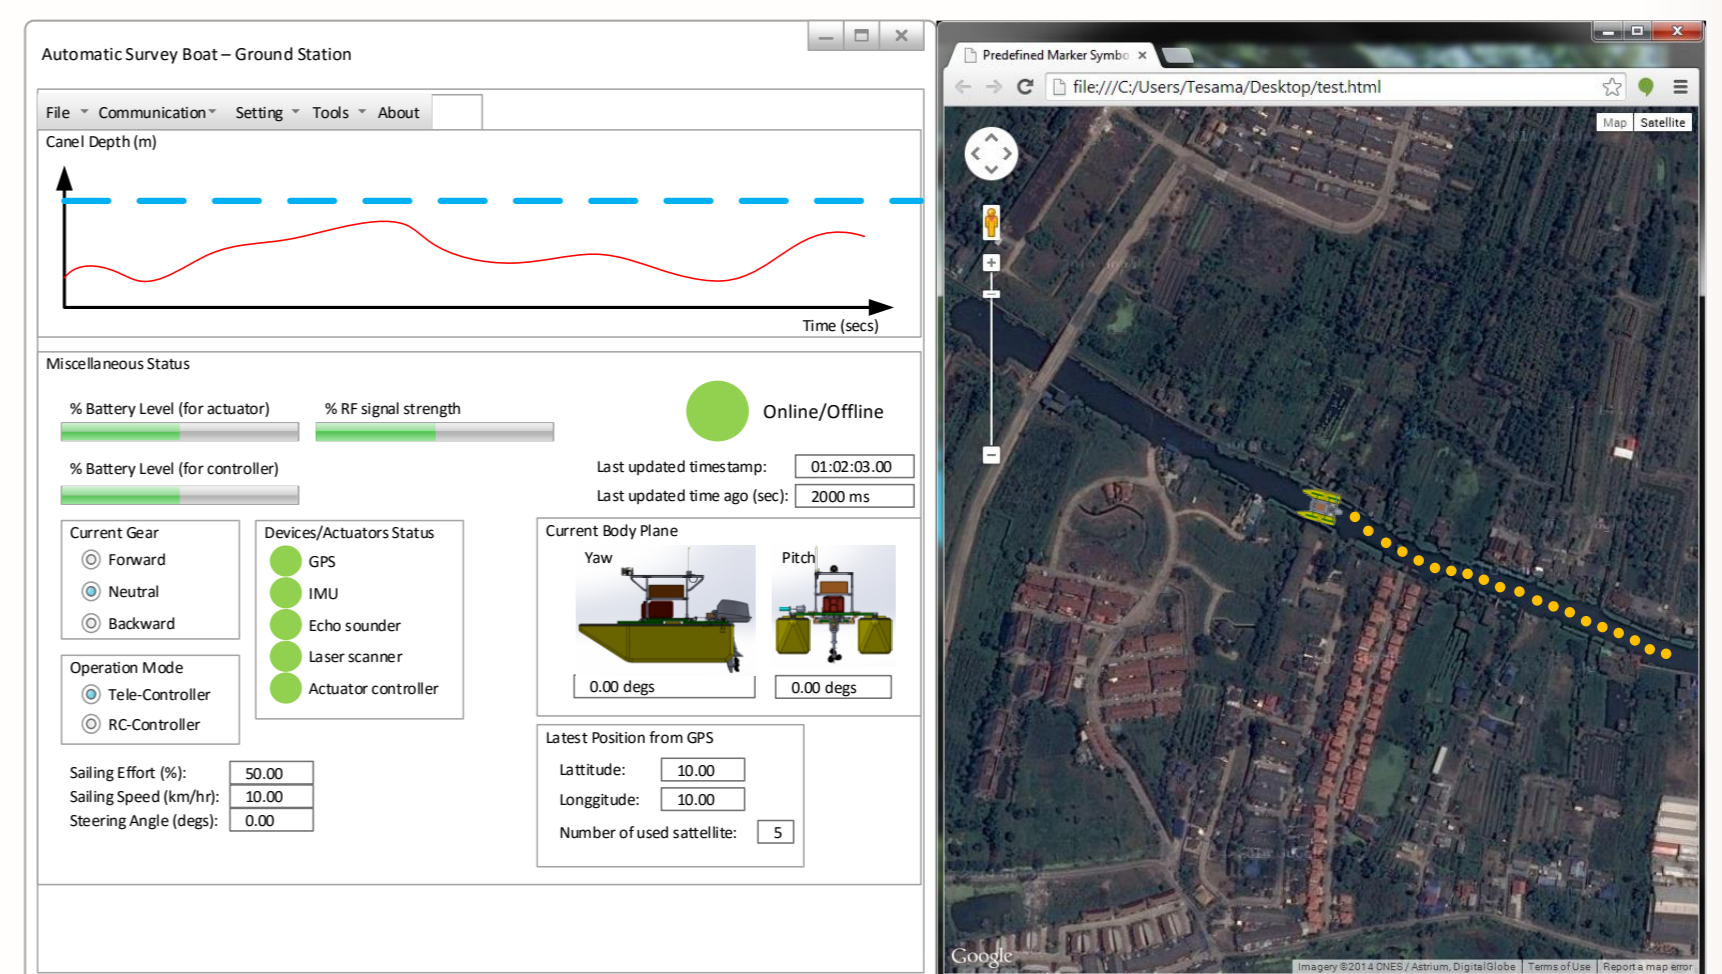 Automatic Survey Boat – Ground Station
File Communication Setting Tools About
Canel Depth (m)
Time (secs)
Miscellaneous Status
% Battery Level (for actuator)
% RF signal strength
Online/Offline
% Battery Level (for controller)
Last updated timestamp: 01:02:03.00
Last updated time ago (sec): 2000 ms
Current Gear
Forward
Neutral
Backward
Devices/Actuators Status
GPS
IMU
Echo sounder
Laser scanner
Actuator controller
Current Body Plane
Yaw
Pitch
0.00 degs
0.00 degs
Operation Mode
Tele-Controller
RC-Controller
Sailing Effort (%): 50.00
Sailing Speed (km/hr): 10.00
Steering Angle (degs): 0.00
Latest Position from GPS
Lattitude: 10.00
Longgitude: 10.00
Number of used sattellite: 5
Predefined Marker Symbo
file:///C:/Users/Tesama/Desktop/test.html
Map Satellite
Google
Imagery ©2014 CNES / Astrium, DigitalGlobe Terms of Use Report a map error